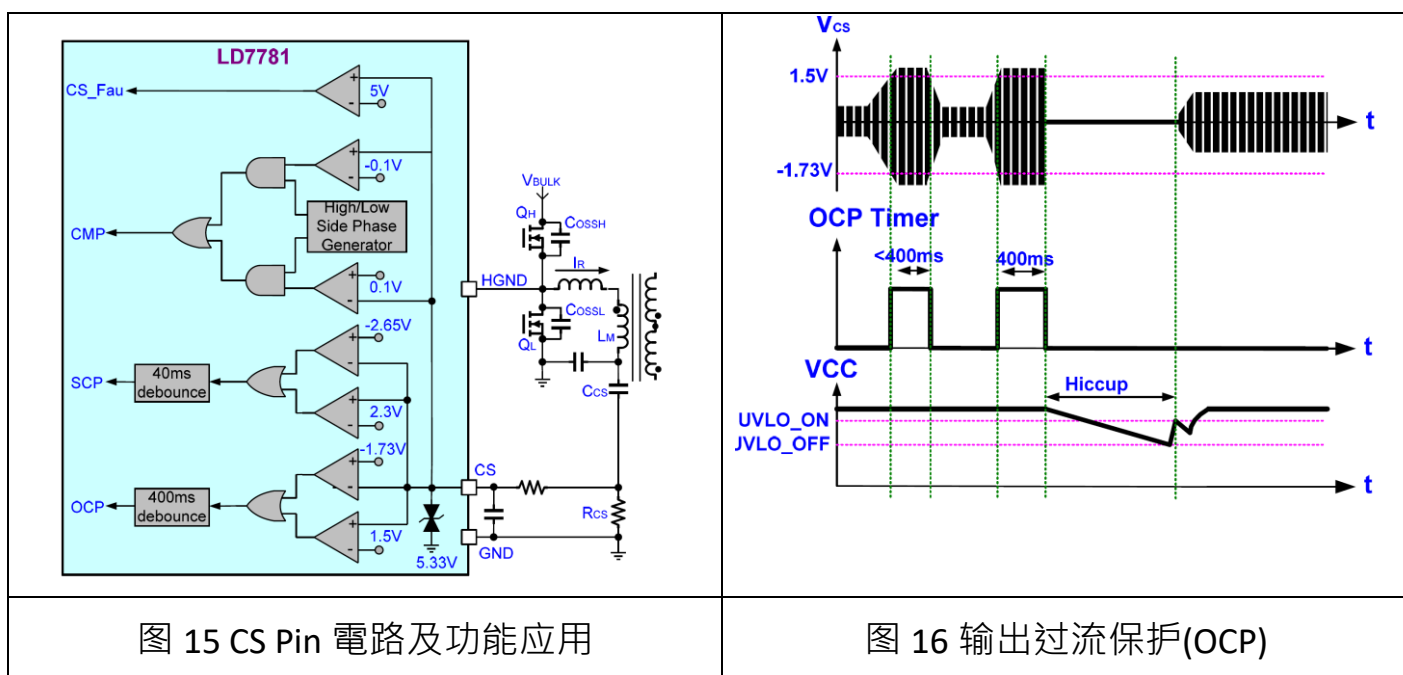 LD7781
CS_Fau
5V
-0.1V
High/Low
Side Phase
Generator
CMP
0.1V
-2.65V
40ms
debounce
SCP
2.3V
-1.73V
400ms
debounce
OCP
1.5V
5.33V
VBULK
QH
COSSH
IR
HGND
COSSL
QL
LM
CCS
CS
RCS
GND
+
-
+
-
+
-
+
-
+
-
+
-
+
-
VCS
1.5V
t
-1.73V
OCP Timer
<400ms
400ms
t
VCC
Hiccup
UVLO_ON
JVLO_OFF
t
图 15 CS Pin 電路及功能应用
图 16 输出过流保护(OCP)